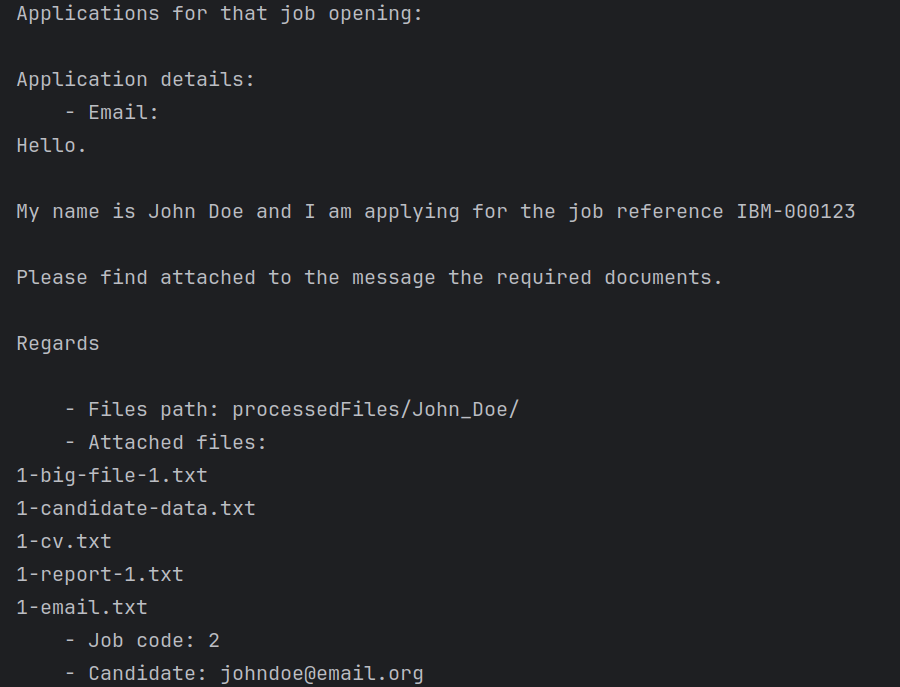 Applications for that job opening:
Application details:
- Email:
Hello.
My name is John Doe and I am applying for the job reference IBM-000123
Please find attached to the message the required documents.
Regards
- Files path: processedFiles/John_Doe/
- Attached files:
1-big-file-1.txt
1-candidate-data.txt
1-cv.txt
1-report-1.txt
1-email.txt
- Job code: 2
- Candidate: johndoe@email.org